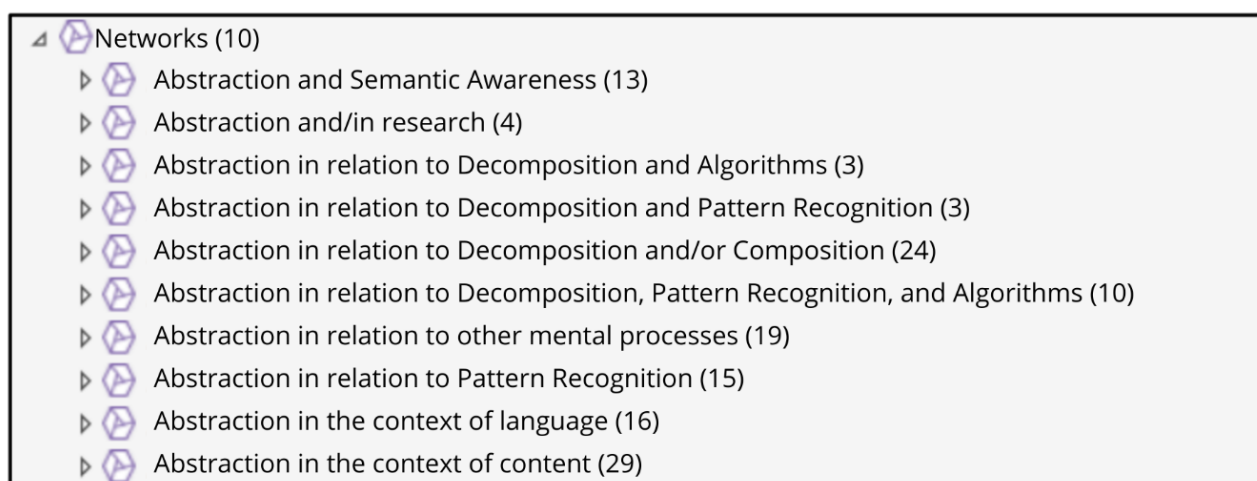 Networks (10)
Abstraction and Semantic Awareness (13)
Abstraction and/in research (4)
Abstraction in relation to Decomposition and Algorithms (3)
Abstraction in relation to Decomposition and Pattern Recognition (3)
Abstraction in relation to Decomposition and/or Composition (24)
Abstraction in relation to Decomposition, Pattern Recognition, and Algorithms (10)
Abstraction in relation to other mental processes (19)
Abstraction in relation to Pattern Recognition (15)
Abstraction in the context of language (16)
Abstraction in the context of content (29)